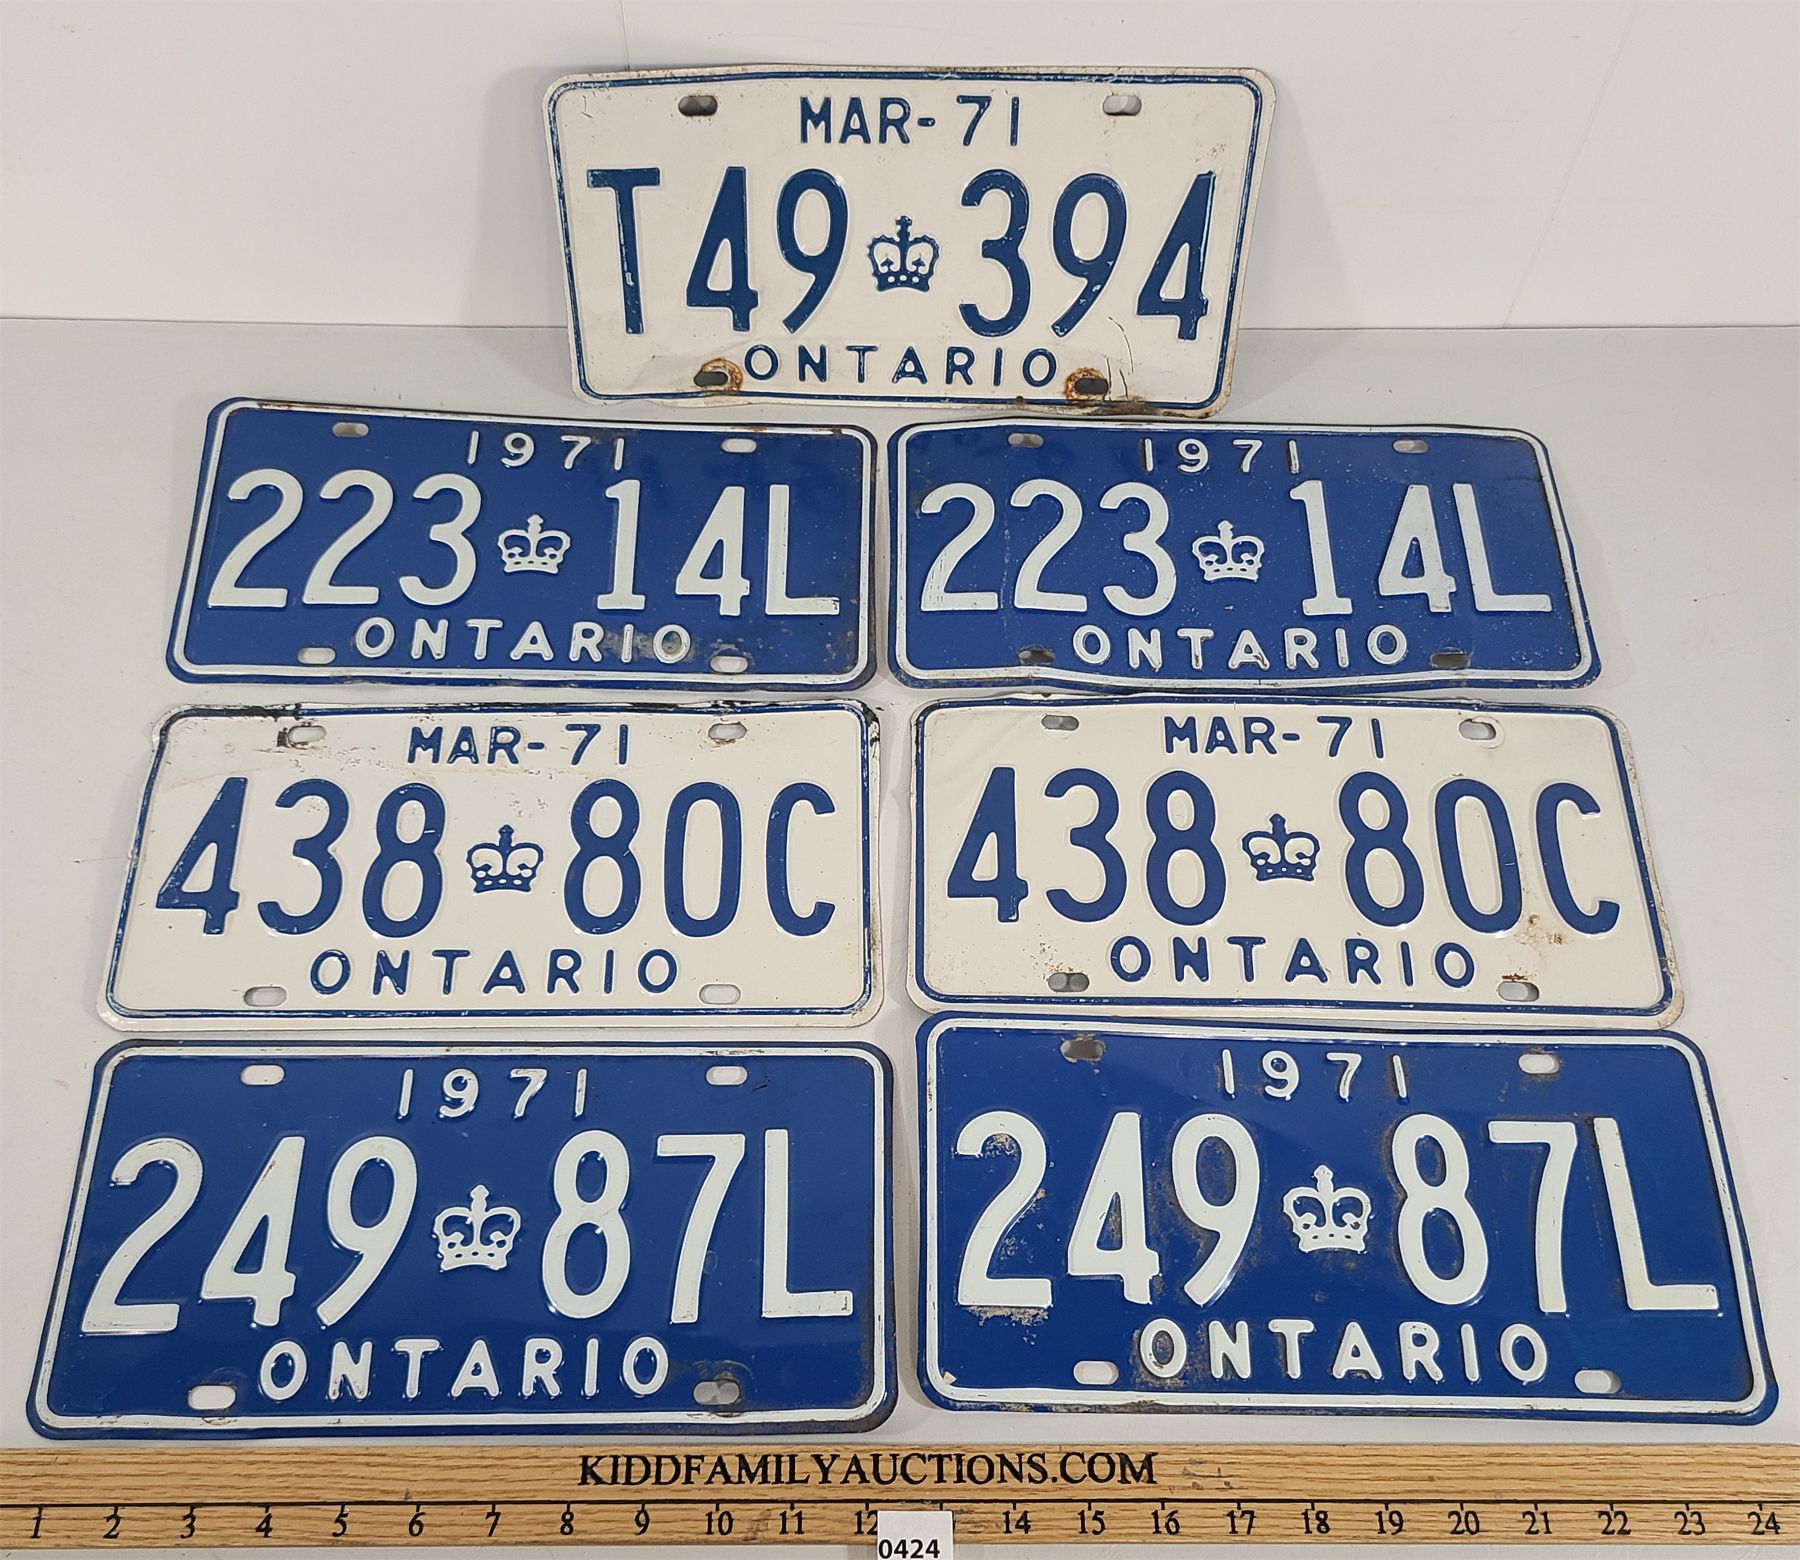 MAR-71
T49 394
ONTARIO
1971
223 14L
ONTARIO
1971
223 14L
ONTARIO
MAR-71
438 80C
ONTARIO
MAR-71
438 80C
ONTARIO
1971
249 87L
ONTARIO
1971
249 87L
ONTARIO
KIDDFAMILYAUCTIONS.COM
1 2 3 4 5 6 7 8 9 10 11 12 14 15 16 17 18 19 20 21 22 23 24
0424